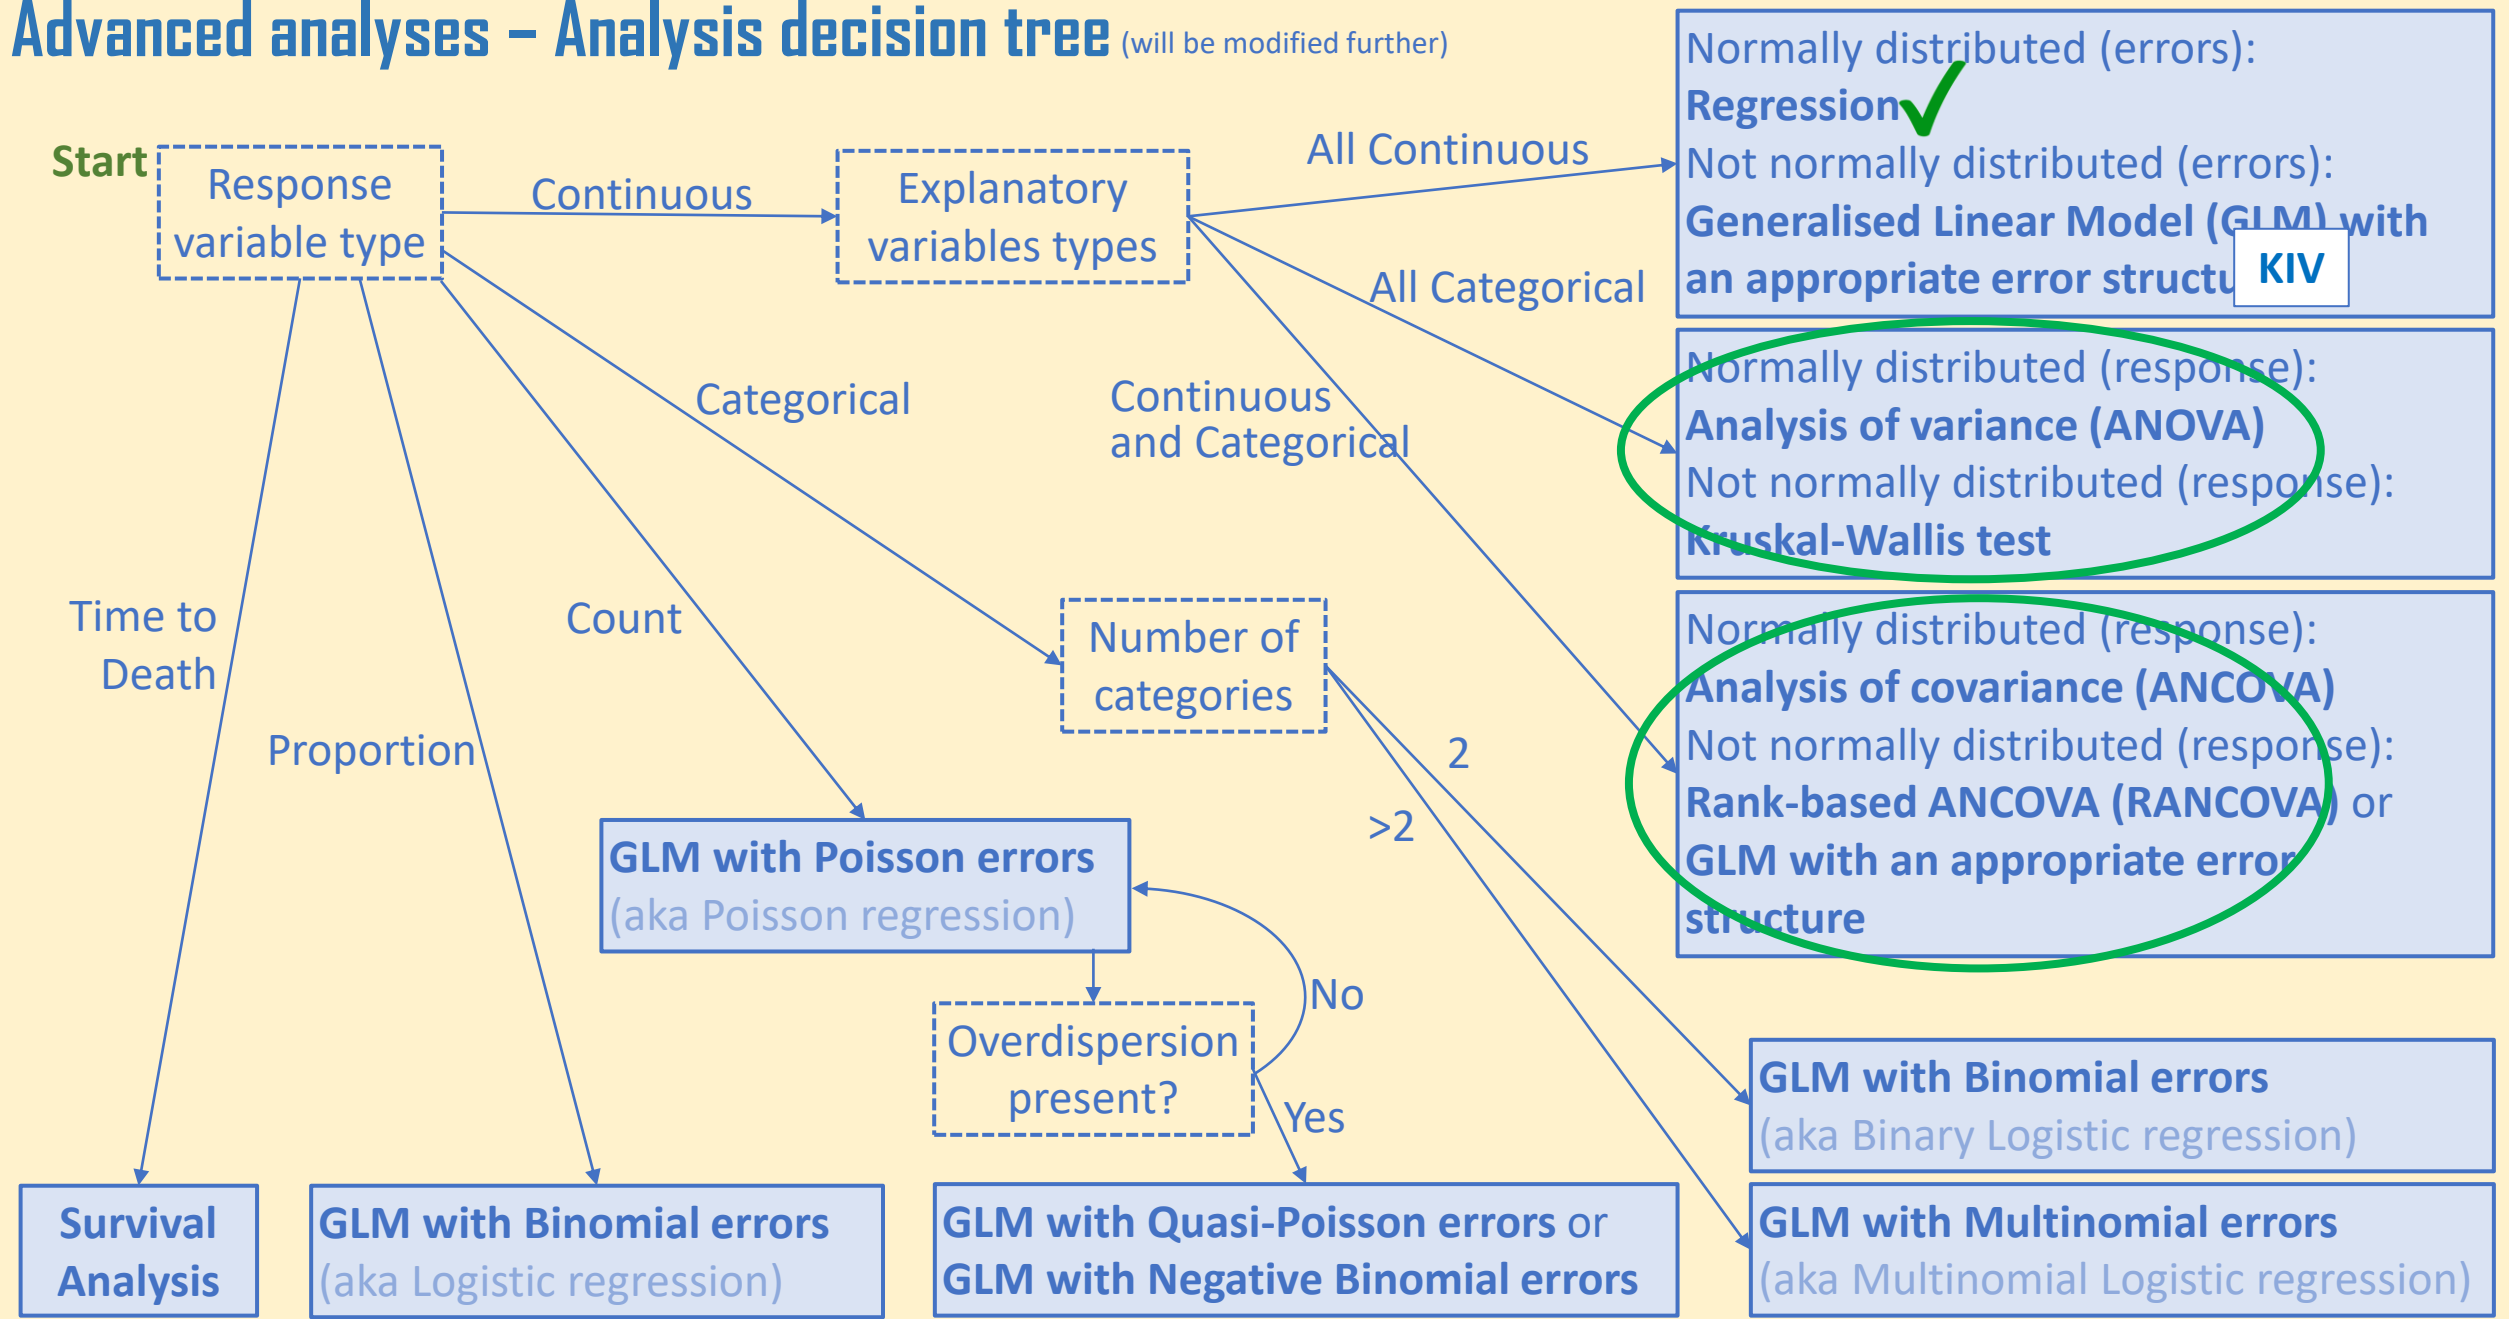 Advanced analyses – Analysis decision tree (will be modified further)
Start
Response
variable type
Continuous
Explanatory
variables types
All Continuous
All Categorical
Continuous
and Categorical
Normally distributed (errors):
Regression
Not normally distributed (errors):
Generalised Linear Model (GLM) with
an appropriate error structu
KIV
Normally distributed (response):
Analysis of variance (ANOVA)
Not normally distributed (response):
Kruskal-Wallis test
Normally distributed (response):
Analysis of covariance (ANCOVA)
Not normally distributed (response):
Rank-based ANCOVA (RANCOVA) or
GLM with an appropriate error
structure
Categorical
Number of
categories
2
>2
Count
Time to
Death
Proportion
GLM with Poisson errors
(aka Poisson regression)
No
Overdispersion
present?
Yes
GLM with Binomial errors
(aka Binary Logistic regression)
Survival
Analysis
GLM with Binomial errors
(aka Logistic regression)
GLM with Quasi-Poisson errors or
GLM with Negative Binomial errors
GLM with Multinomial errors
(aka Multinomial Logistic regression)